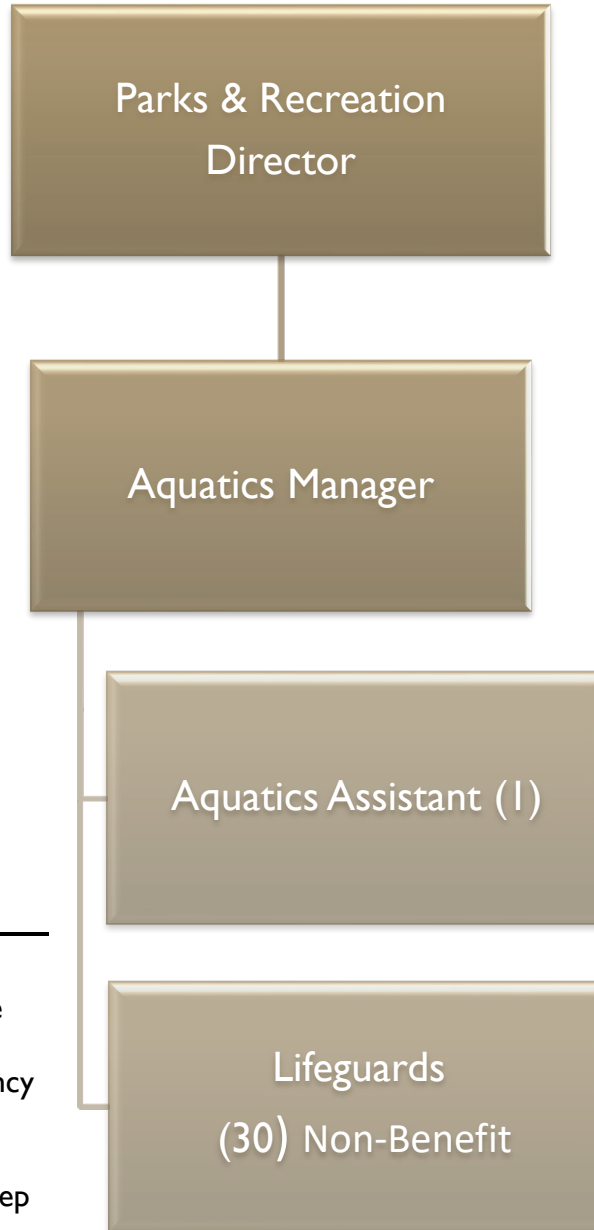 Parks & Recreation
Director
Aquatics Manager
Aquatics Assistant (1)
Lifeguards
(30) Non-Benefit